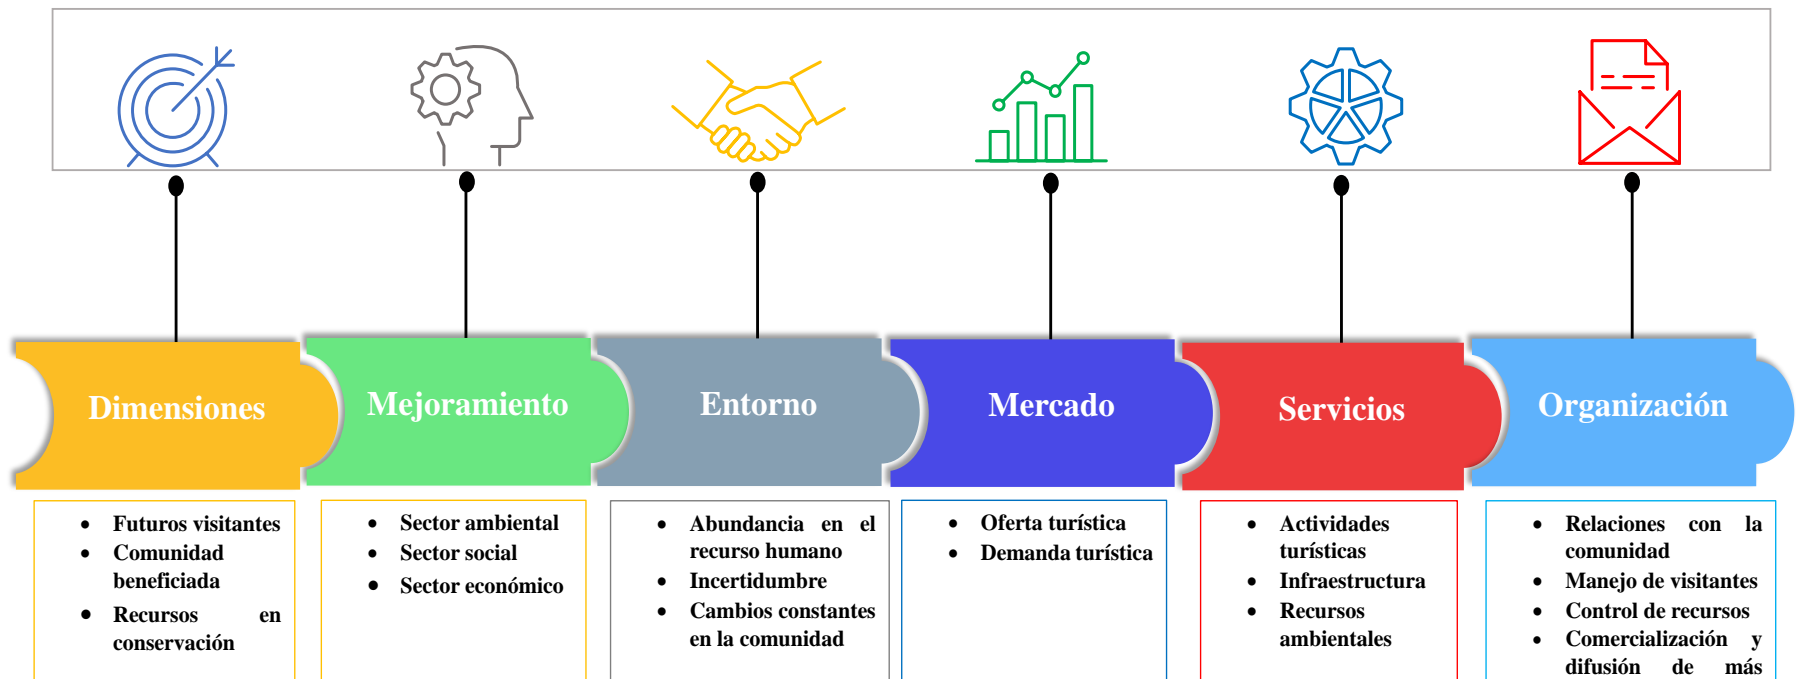 Dimensiones
Mejoramiento
Entorno
Mercado
Servicios
Organización
• Futuros visitantes
• Comunidad
beneficiada
• Recursos en
conservación
• Sector ambiental
• Sector social
• Sector económico
• Abundancia en el
recurso humano
• Incertidumbre
• Cambios constantes
en la comunidad
• Oferta turística
• Demanda turística
• Actividades
turísticas
• Infraestructura
• Recursos
ambientales
• Relaciones con la
comunidad
• Manejo de visitantes
• Control de recursos
• Comercialización y
difusión de más